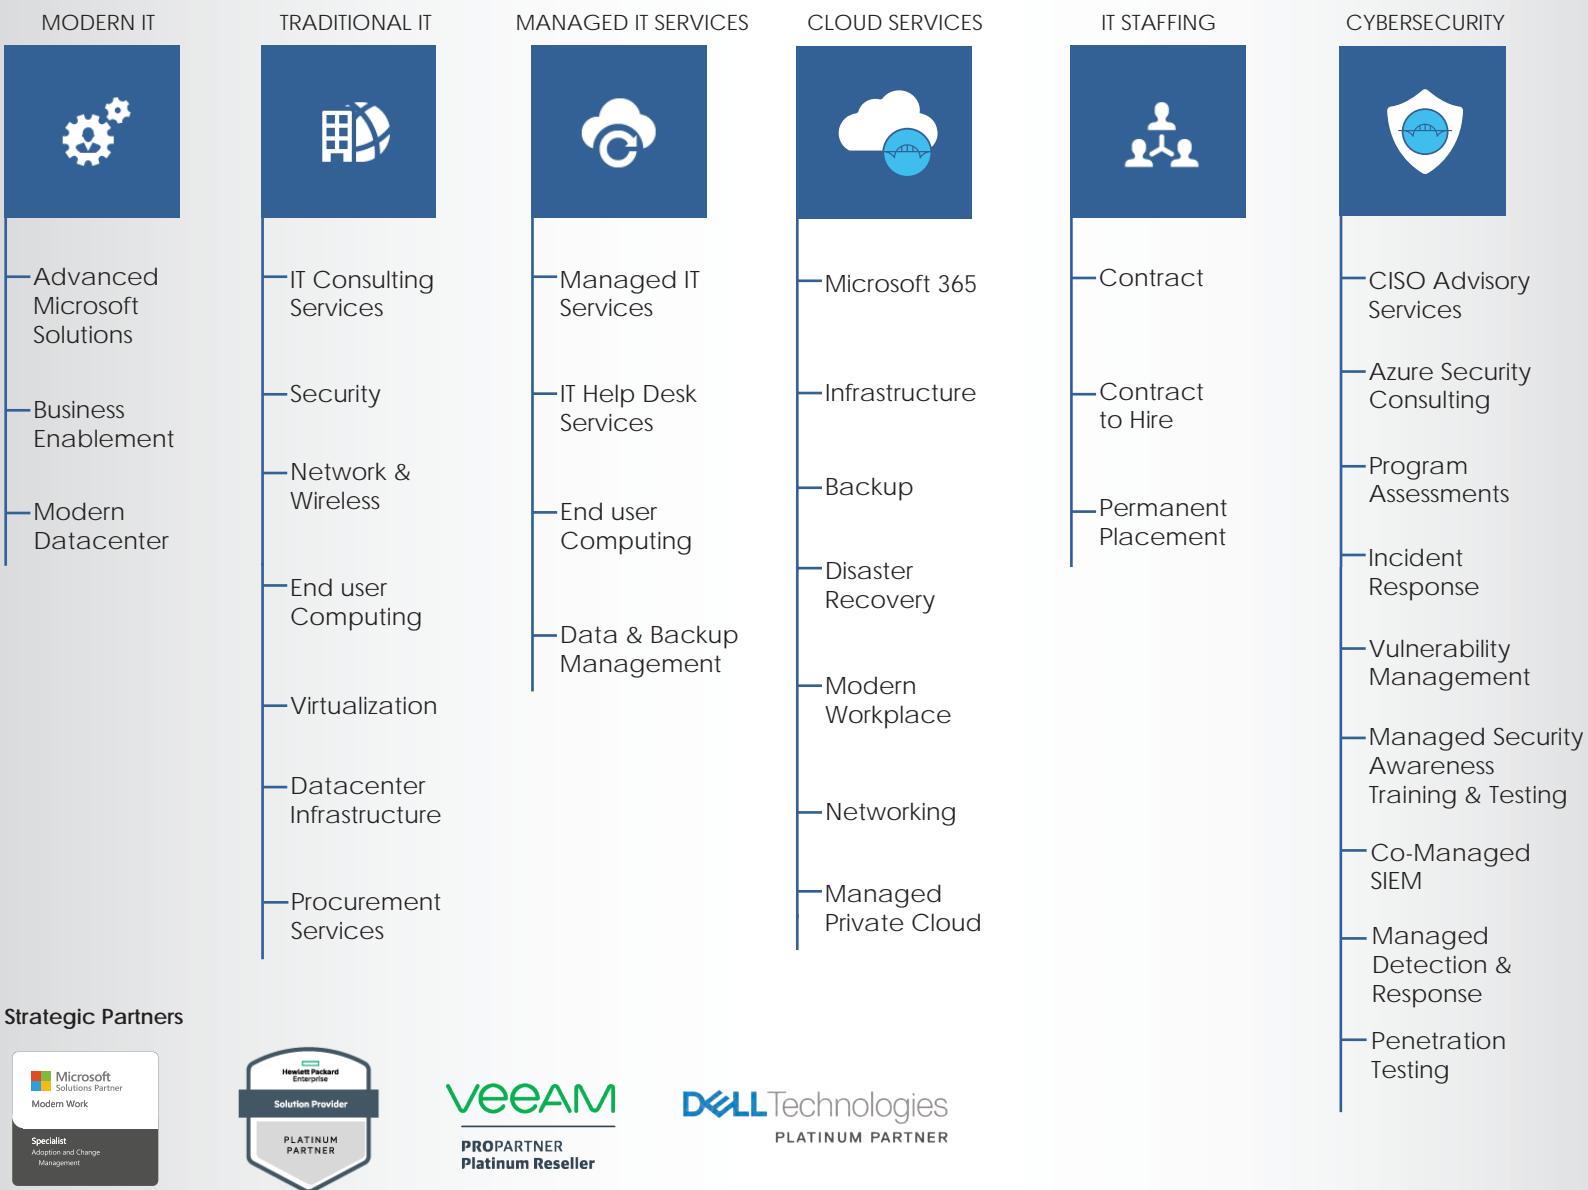 MODERN IT
Advanced
Microsoft
Solutions
Business
Enablement
Modern
Datacenter
TRADITIONAL IT
IT Consulting
Services
Security
Network &
Wireless
End user
Computing
Virtualization
Datacenter
Infrastructure
Procurement
Services
MANAGED IT SERVICES
Managed IT
Services
IT Help Desk
Services
End user
Computing
Data & Backup
Management
CLOUD SERVICES
Microsoft 365
Infrastructure
Backup
Disaster
Recovery
Modern
Workplace
Networking
Managed
Private Cloud
IT STAFFING
Contract
Contract
to Hire
Permanent
Placement
CYBERSECURITY
CISO Advisory
Services
Azure Security
Consulting
Program
Assessments
Incident
Response
Vulnerability
Management
Managed Security
Awareness
Training & Testing
Co-Managed
SIEM
Managed
Detection &
Response
Penetration
Testing
Strategic Partners
Microsoft
Solutions Partner
Modern Work
Specialist
Adoption and Change
Management
Hewlett Packard
Enterprise
Solution Provider
PLATINUM
PARTNER
veeAM
PROPARTNER
Platinum Reseller
DELL Technologies
PLATINUM PARTNER